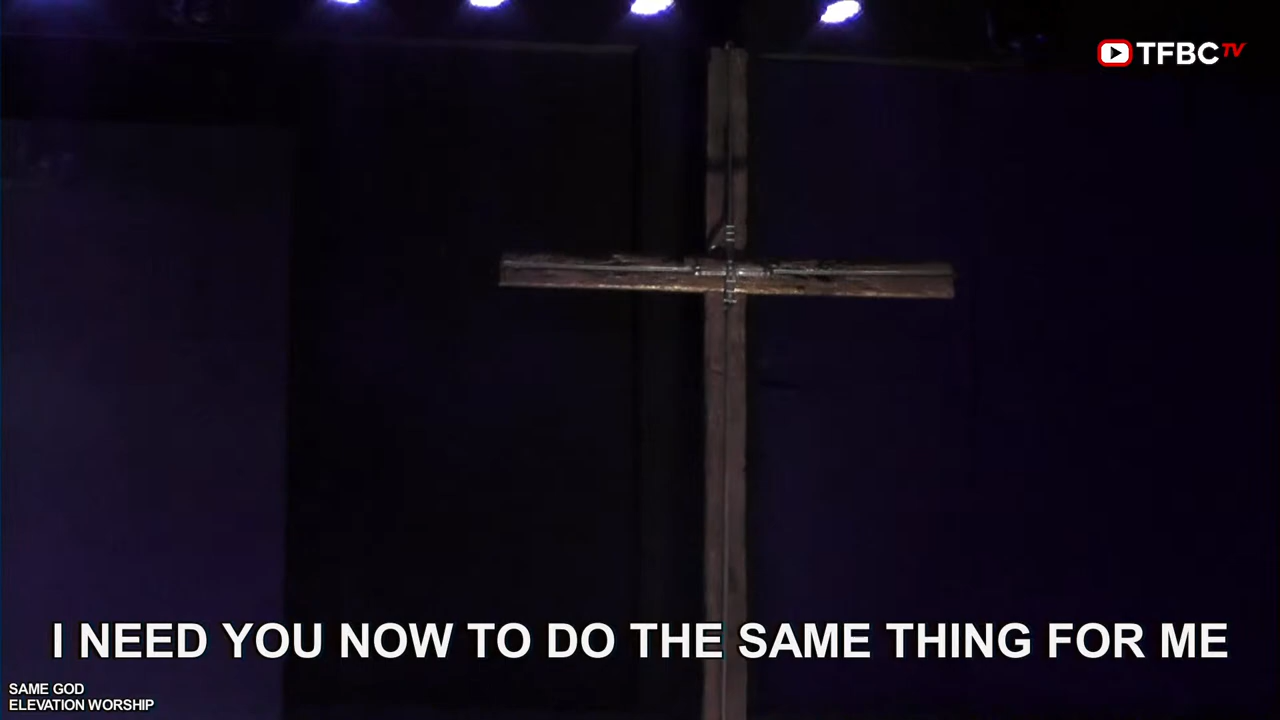 TFBC TV
I NEED YOU NOW TO DO THE SAME THING FOR ME
SAME GOD
ELEVATION WORSHIP